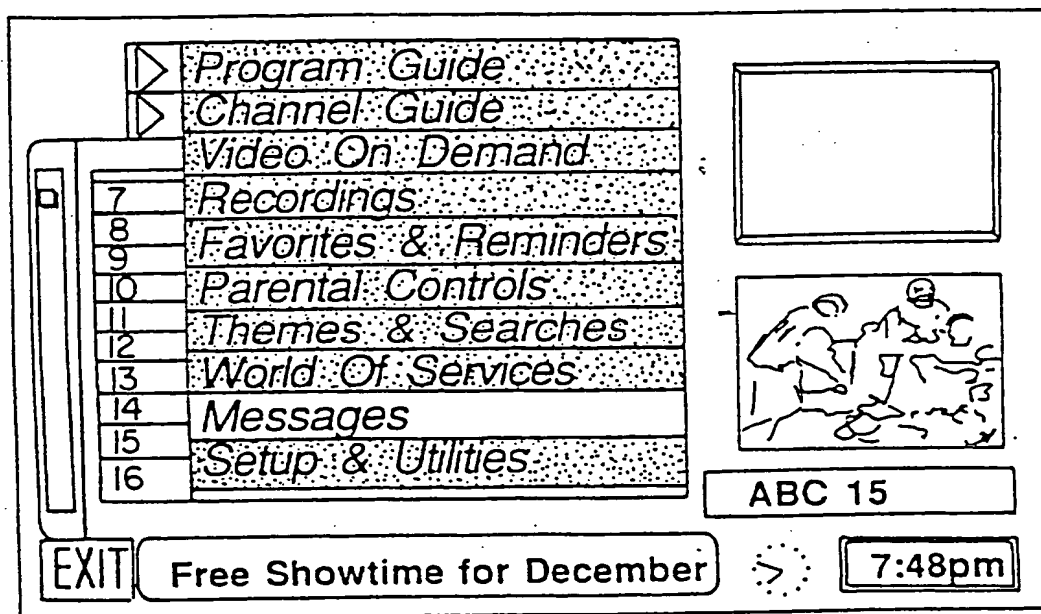 Program Guide
Channel Guide
Video On Demand
7 Recordings
8
Favorites & Reminders
9
10 Parental Controls
11
Themes & Searches
12
13 World Of Services
14 Messages
15
Setup & Utilities
16
ABC 15
EXIT Free Showtime for December 7:48pm